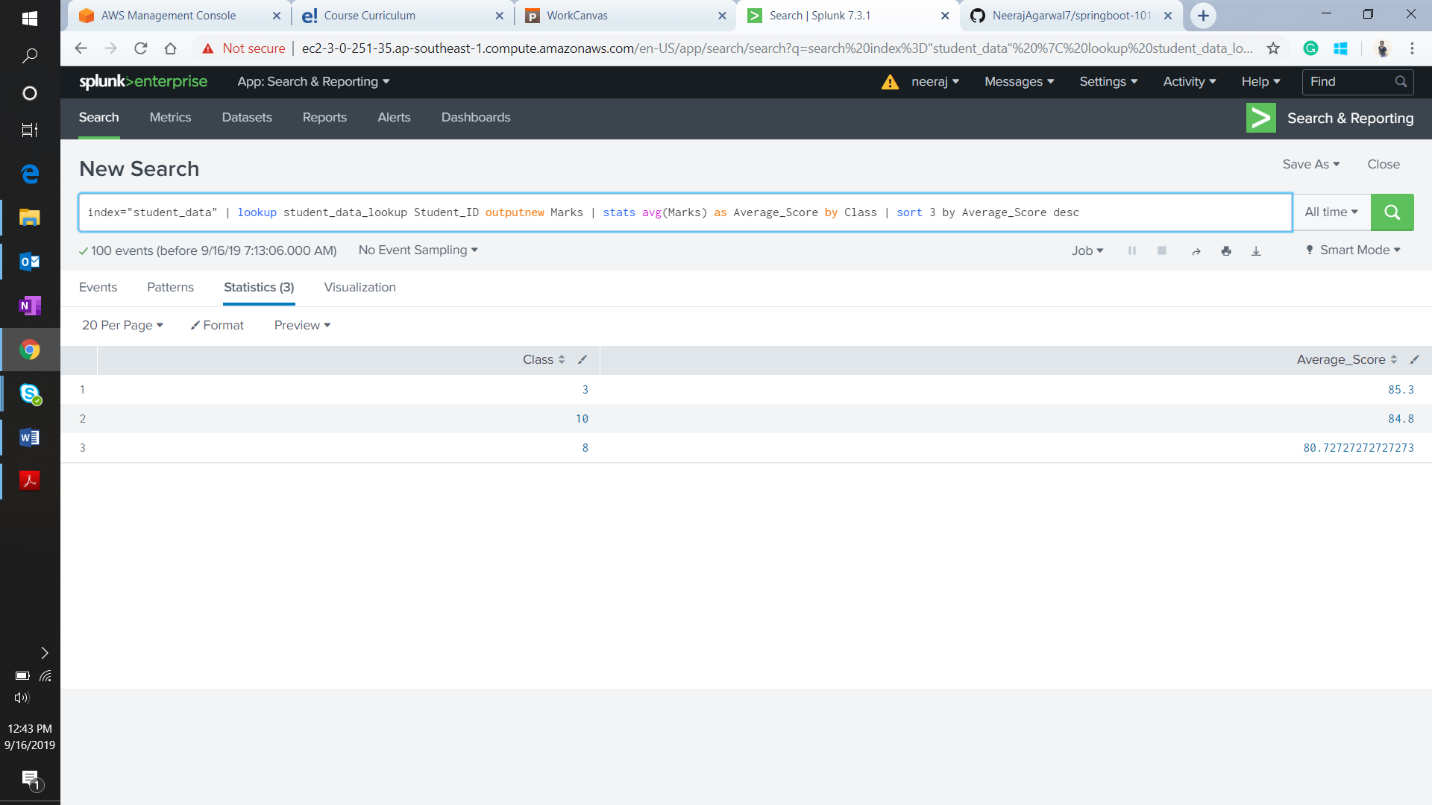 AWS Management Console
Course Curriculum
WorkCanvas
Search | Splunk 7.3.1
NeerajAgarwal7/springboot-101
Not secure | ec2-3-0-251-35.ap-southeast-1.compute.amazonaws.com/en-US/app/search/search?q=search%20index%3D"student_data"%20%7C%20lookup%20student_data_lo...
splunk>enterprise App: Search & Reporting
neeraj Messages Settings Activity Help Find
Search Metrics Datasets Reports Alerts Dashboards
Search & Reporting
New Search
Save As Close
index="student_data" | lookup student_data_lookup Student_ID outputnew Marks | stats avg(Marks) as Average_Score by Class | sort 3 by Average_Score desc
All time
100 events (before 9/16/19 7:13:06.000 AM) No Event Sampling
Job Smart Mode
Events Patterns Statistics (3) Visualization
20 Per Page Format Preview
Class Average_Score
1 3 85.3
2 10 84.8
3 8 80.72727272727273
12:43 PM
9/16/2019
1